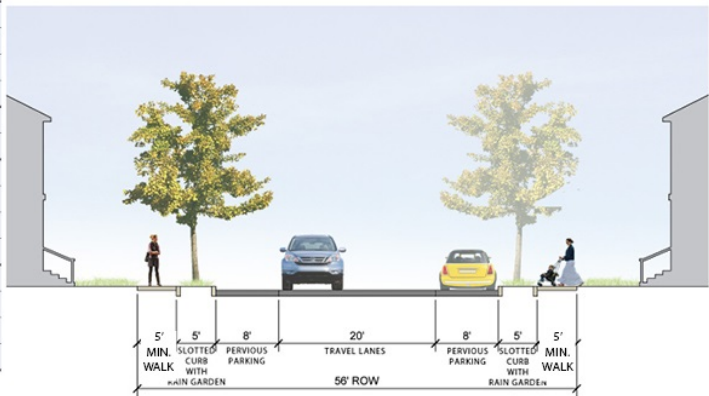 5' 5' 8' 20' 8' 5' 5'
MIN.
WALK
SLOTTED
CURB
WITH
RAIN GARDEN
PERVIOUS
PARKING
TRAVEL LANES
PERVIOUS
PARKING
SLOTTED
CURB
WITH
RAIN GARDEN
MIN.
WALK
56' ROW